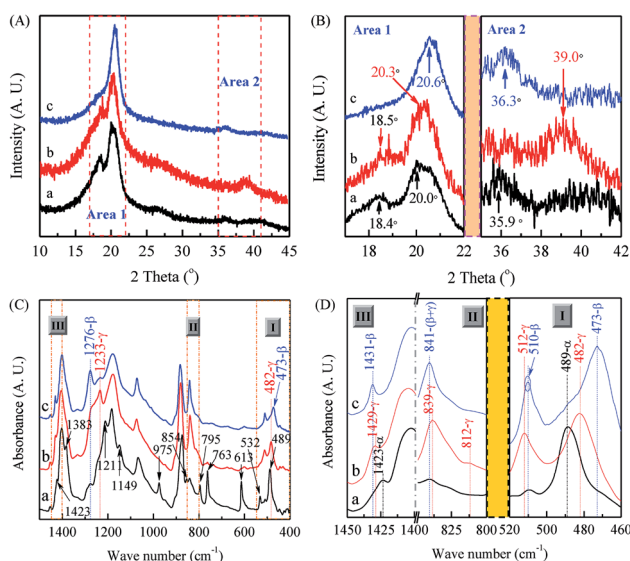 (A)
Intensity (A. U.)
Area 2
Area 1
c
b
a
10 15 20 25 30 35 40 45
2 Theta (°)
(B)
Intensity (A. U.)
Area 1
Area 2
39.0°
20.3°
20.6°
36.3°
18.5°
c
b
a
20.0°
18.4°
35.9°
18 20 22 36 38 40 42
2 Theta (°)
(C)
Absorbance (A. U.)
III
1276-β
1233-γ
II
I
482-γ
473-β
c
b
a
1383
854
975
795
763
532
613
489
1211
1149
1423
1400 1200 1000 800 600 400
Wave number (cm⁻¹)
(D)
Absorbance (A. U.)
III
II
I
1431-β
1429-γ
1423-α
841-(β+γ)
839-γ
812-γ
512-γ
510-β
489-α
482-γ
473-β
c
b
a
1450 1425 1400 825 800 520 500 480 460
Wave number (cm⁻¹)